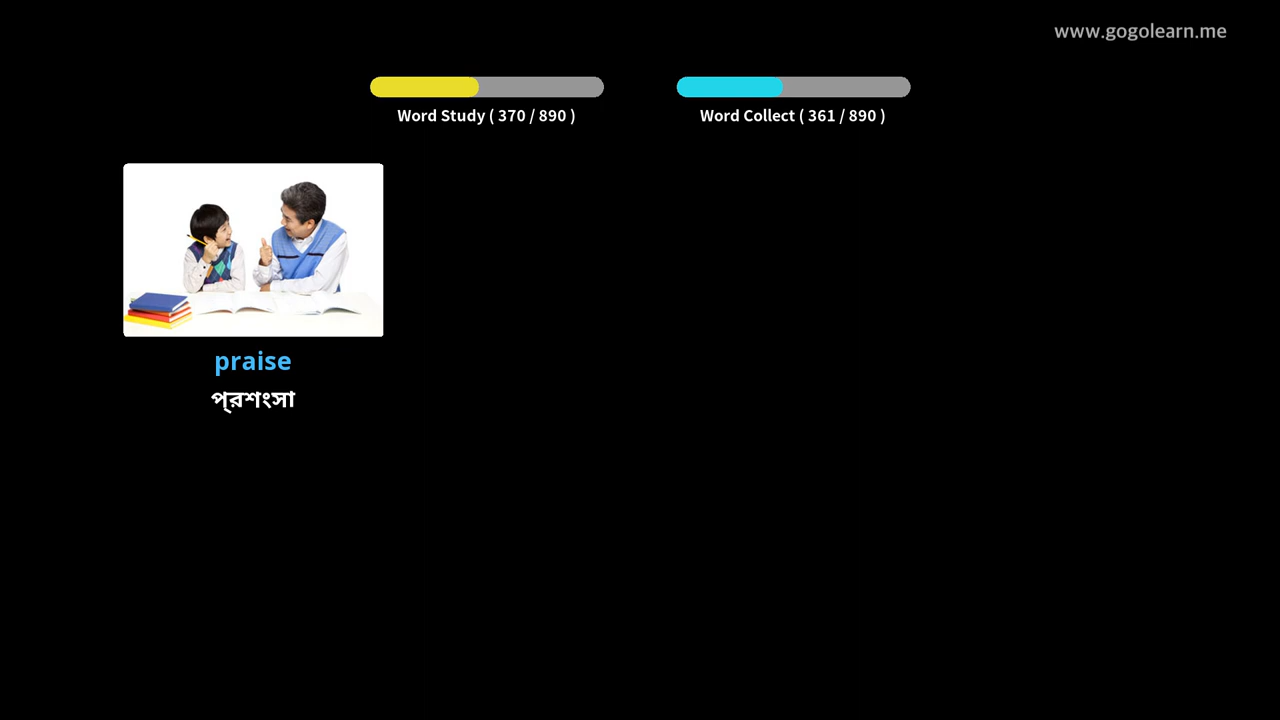 www.gogolearn.me
Word Study ( 370 / 890 )
Word Collect ( 361 / 890 )
praise
প্রশংসা